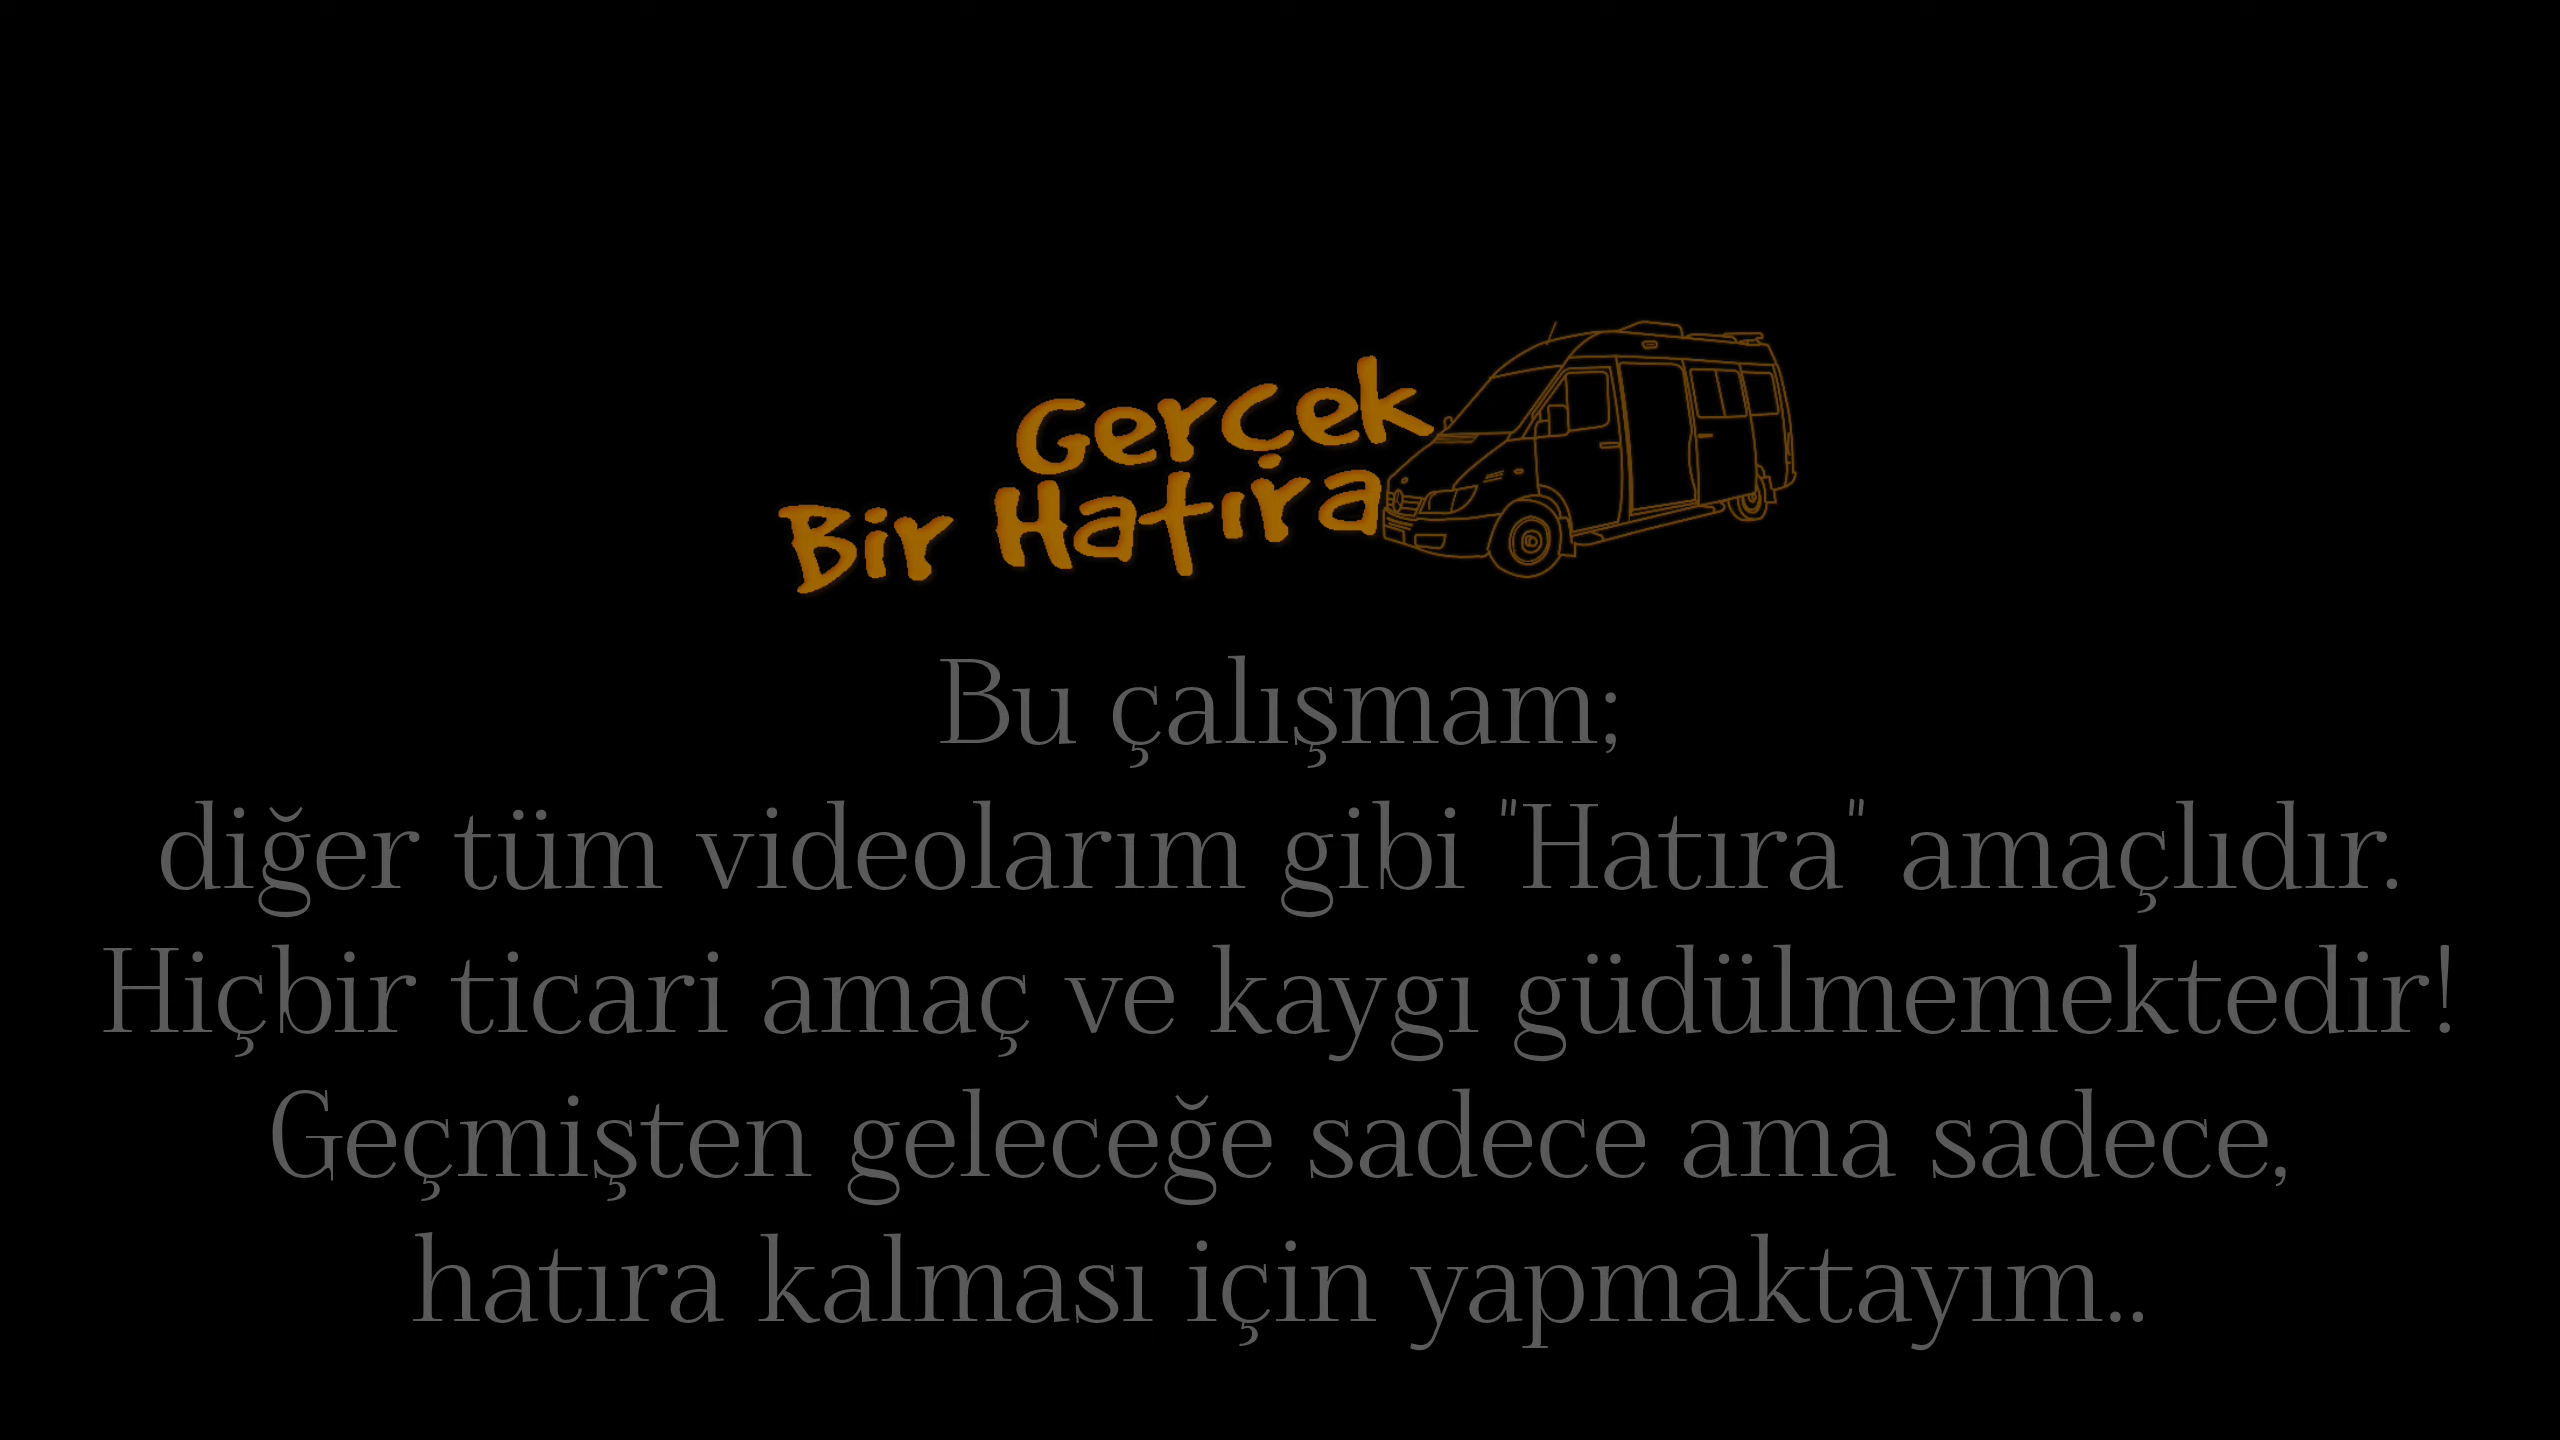 Gerçek
Bir Hatıra
Bu çalışmam;
diğer tüm videolarım gibi "Hatıra" amaçlıdır.
Hiçbir ticari amaç ve kaygı güdülmemektedir!
Geçmişten geleceğe sadece ama sadece,
hatıra kalması için yapmaktayım..